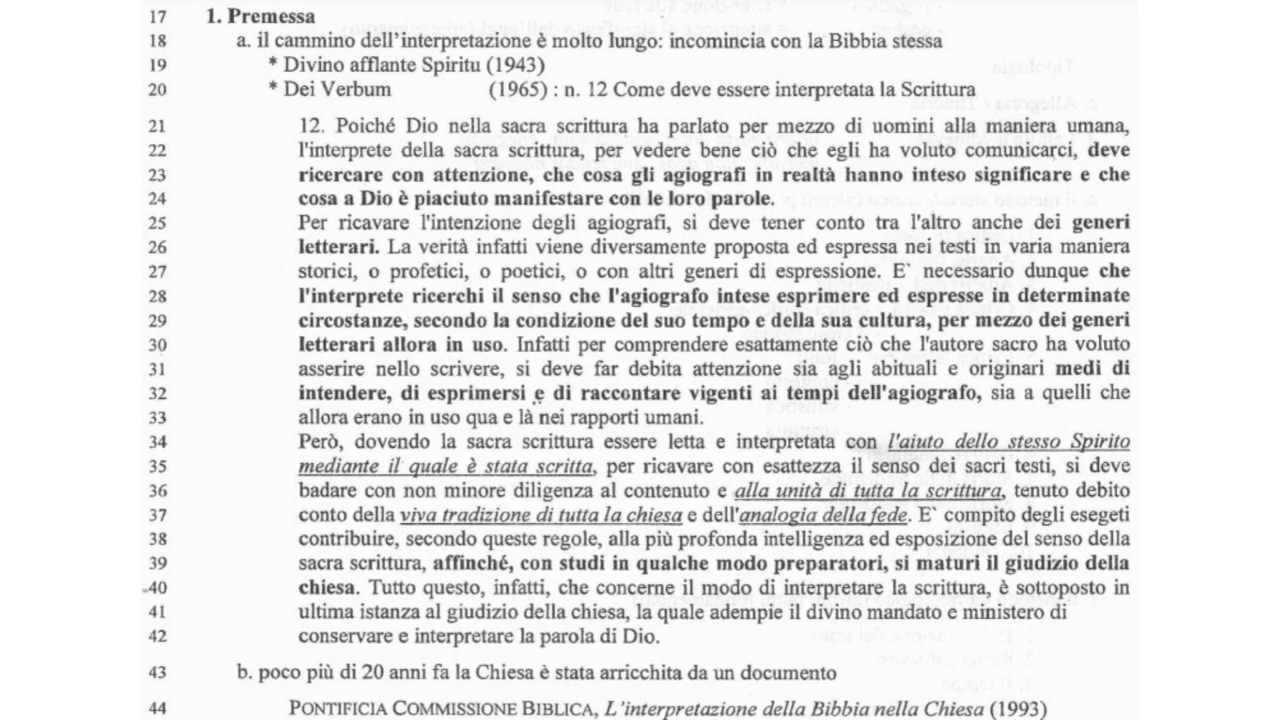 17 1. Premessa
18 a. il cammino dell'interpretazione è molto lungo: incomincia con la Bibbia stessa
19 * Divino afflante Spiritu (1943)
20 * Dei Verbum (1965) : n. 12 Come deve essere interpretata la Scrittura
21 12. Poiché Dio nella sacra scrittura ha parlato per mezzo di uomini alla maniera umana,
22 l'interprete della sacra scrittura, per vedere bene ciò che egli ha voluto comunicarci, deve
23 ricercare con attenzione, che cosa gli agiografi in realtà hanno inteso significare e che
24 cosa a Dio è piaciuto manifestare con le loro parole.
25 Per ricavare l'intenzione degli agiografi, si deve tener conto tra l'altro anche dei generi
26 letterari. La verità infatti viene diversamente proposta ed espressa nei testi in varia maniera
27 storici, o profetici, o poetici, o con altri generi di espressione. E` necessario dunque che
28 l'interprete ricerchi il senso che l'agiografo intese esprimere ed espresse in determinate
29 circostanze, secondo la condizione del suo tempo e della sua cultura, per mezzo dei generi
30 letterari allora in uso. Infatti per comprendere esattamente ciò che l'autore sacro ha voluto
31 asserire nello scrivere, si deve far debita attenzione sia agli abituali e originari medi di
32 intendere, di esprimersi e di raccontare vigenti ai tempi dell'agiografo, sia a quelli che
33 allora erano in uso qua e là nei rapporti umani.
34 Però, dovendo la sacra scrittura essere letta e interpretata con l'aiuto dello stesso Spirito
35 mediante il quale è stata scritta, per ricavare con esattezza il senso dei sacri testi, si deve
36 badare con non minore diligenza al contenuto e alla unità di tutta la scrittura, tenuto debito
37 conto della viva tradizione di tutta la chiesa e dell'analogia della fede. E` compito degli esegeti
38 contribuire, secondo queste regole, alla più profonda intelligenza ed esposizione del senso della
39 sacra scrittura, affinché, con studi in qualche modo preparatori, si maturi il giudizio della
40 chiesa. Tutto questo, infatti, che concerne il modo di interpretare la scrittura, è sottoposto in
41 ultima istanza al giudizio della chiesa, la quale adempie il divino mandato e ministero di
42 conservare e interpretare la parola di Dio.
43 b. poco più di 20 anni fa la Chiesa è stata arricchita da un documento
44 PONTIFICIA COMMISSIONE BIBLICA, L'interpretazione della Bibbia nella Chiesa (1993)